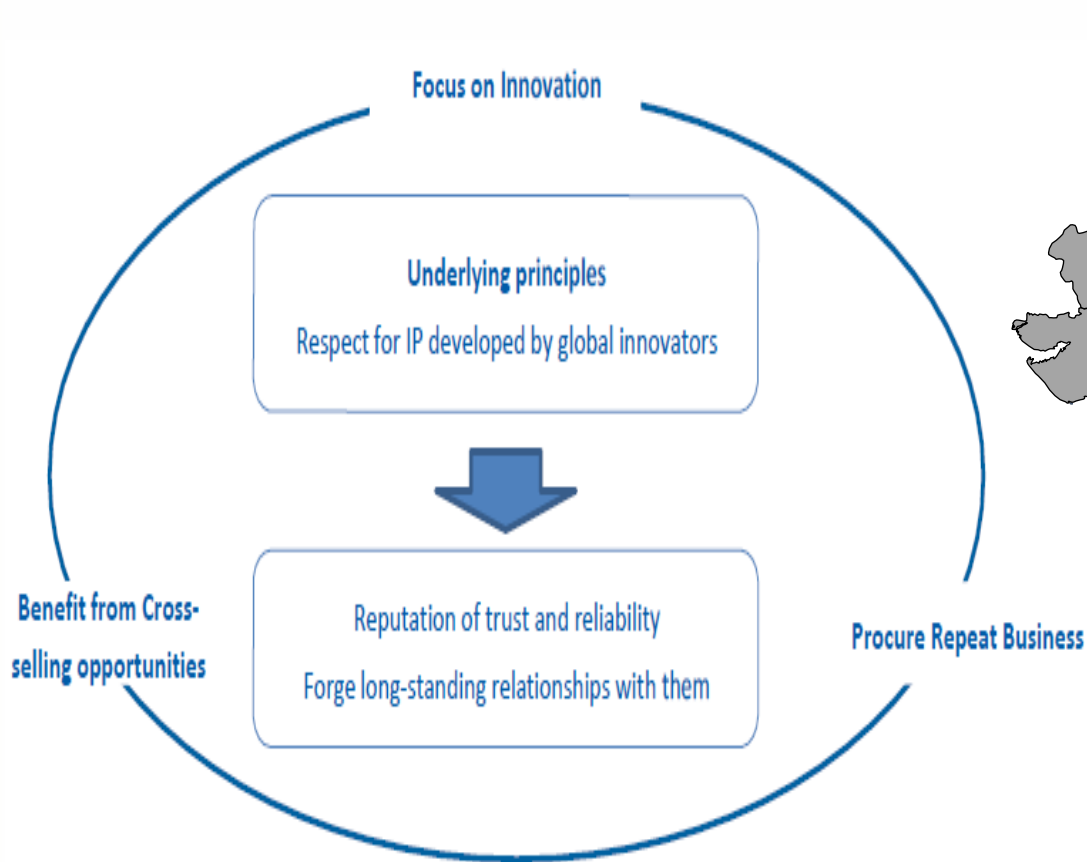 Focus on Innovation
Underlying principles
Respect for IP developed by global innovators
Reputation of trust and reliability
Forge long-standing relationships with them
Benefit from Cross-
selling opportunities
Procure Repeat Business